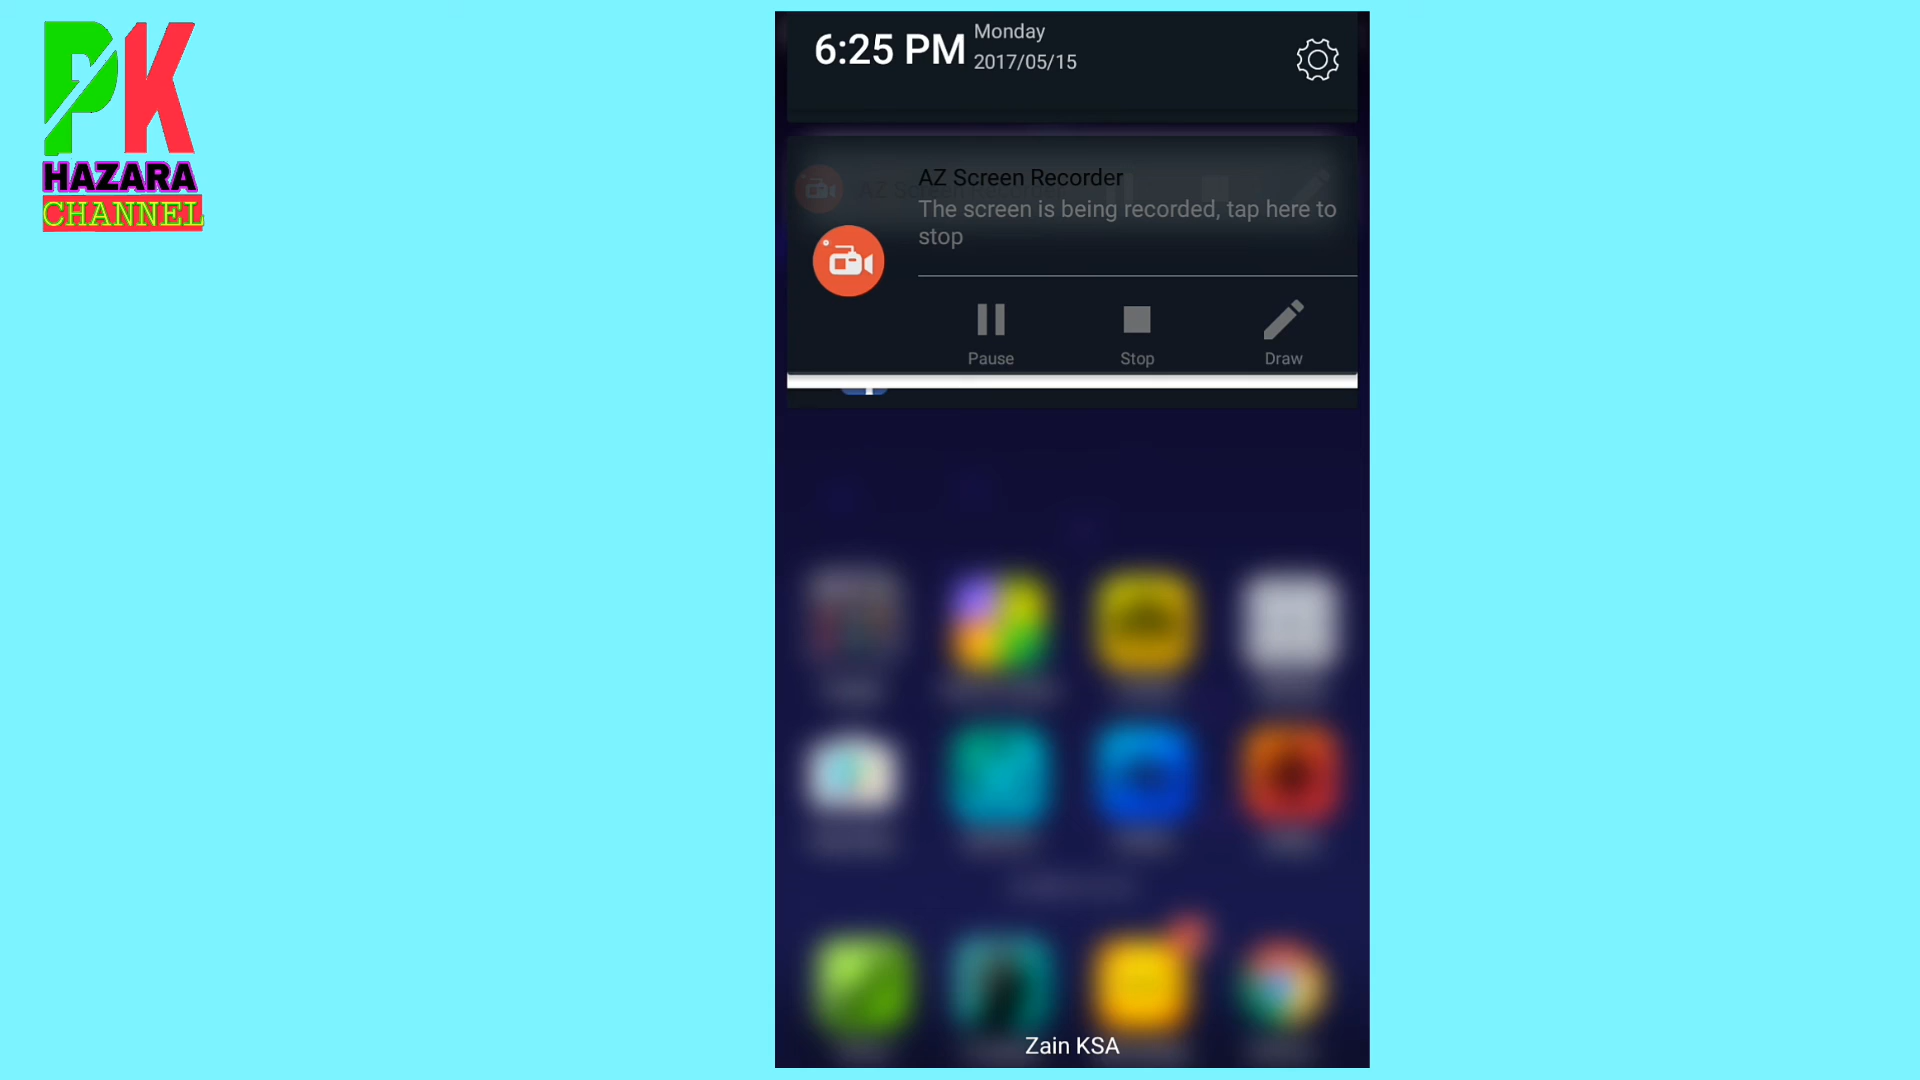 PK
HAZARA
CHANNEL
6:25 PM
Monday
2017/05/15
AZ Screen Recorder
The screen is being recorded, tap here to
stop
Pause Stop Draw
Zain KSA